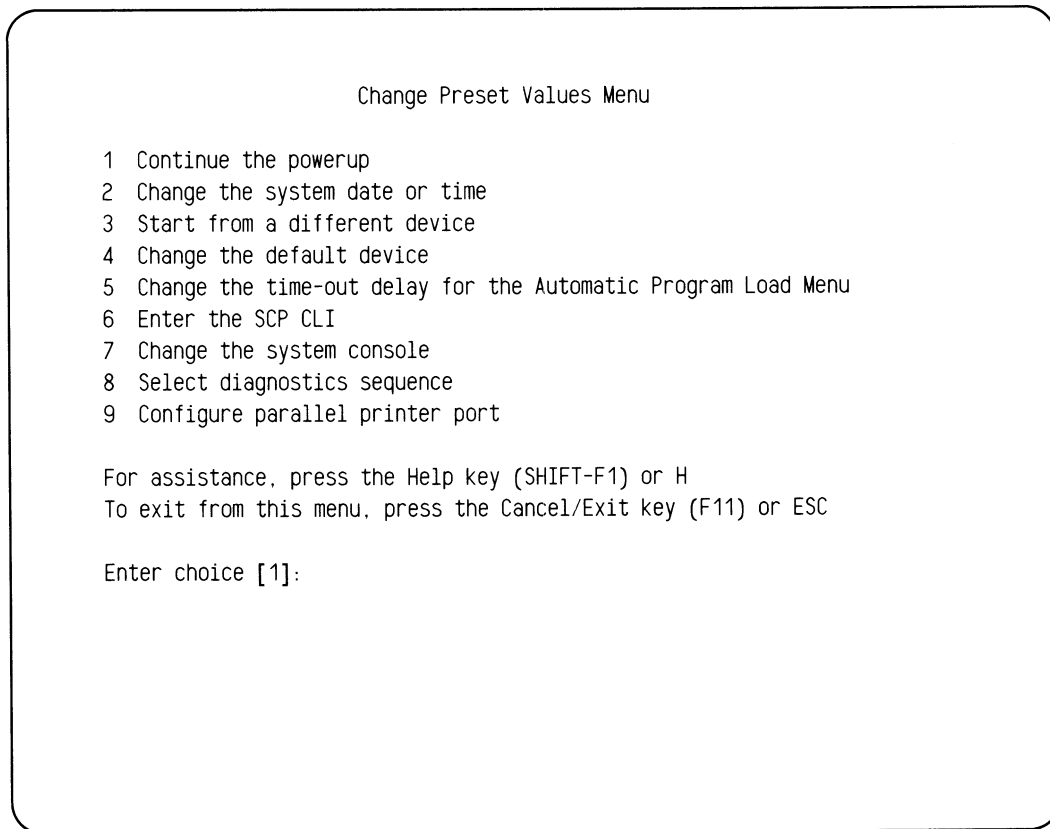 Change Preset Values Menu
1 Continue the powerup
2 Change the system date or time
3 Start from a different device
4 Change the default device
5 Change the time-out delay for the Automatic Program Load Menu
6 Enter the SCP CLI
7 Change the system console
8 Select diagnostics sequence
9 Configure parallel printer port
For assistance, press the Help key (SHIFT-F1) or H
To exit from this menu, press the Cancel/Exit key (F11) or ESC
Enter choice [1]: